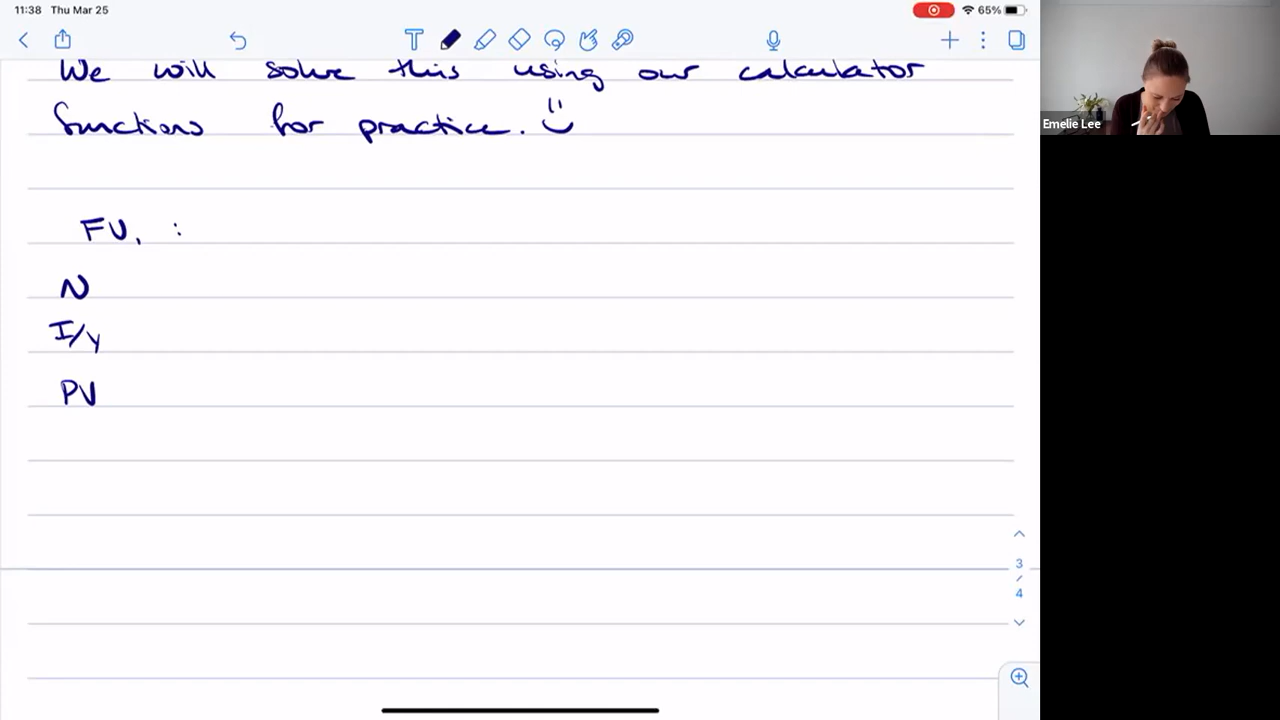 11:38 Thu Mar 25
65%
We will solve this using our calculator
functions for practice.
Emelie Lee
FV, :
N
I/Y
PV
3
/
4